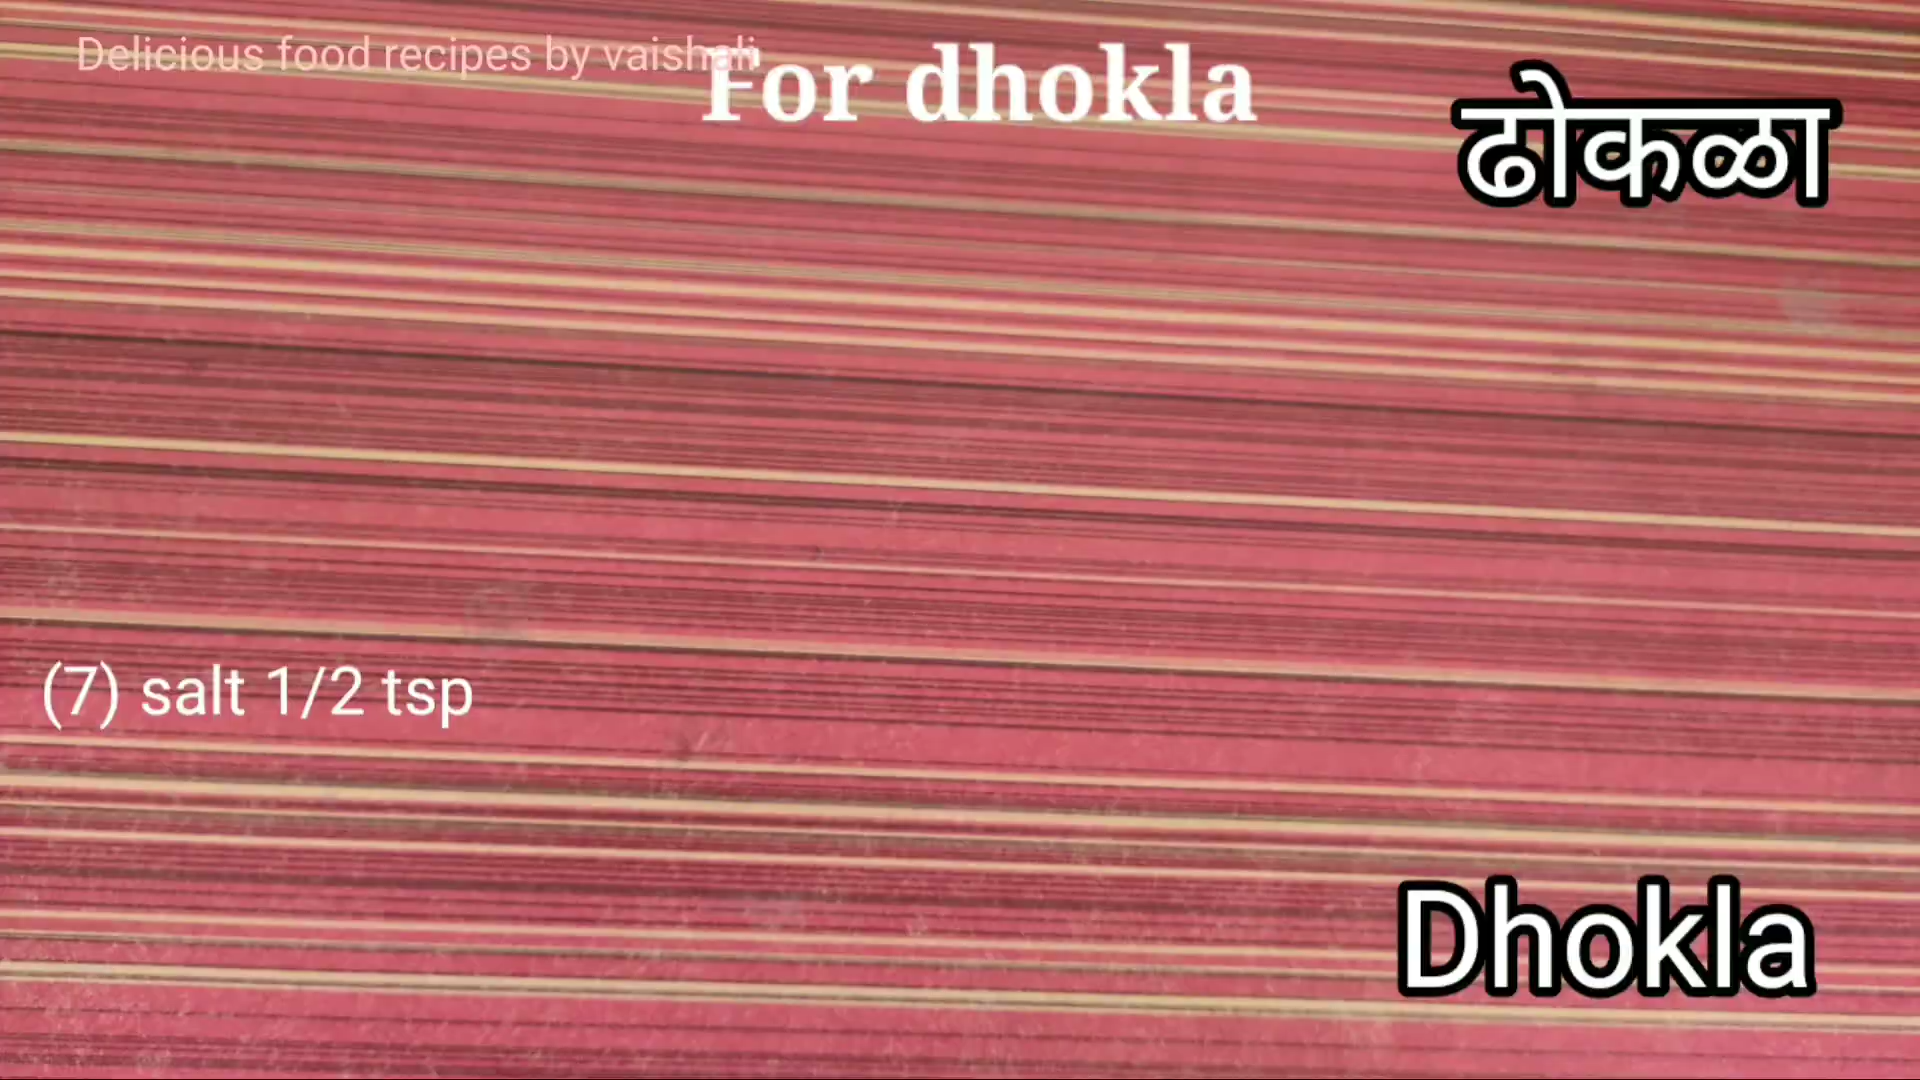 Delicious food recipes by vaishali
For dhokla
ढोकळा
(7) salt 1/2 tsp
Dhokla